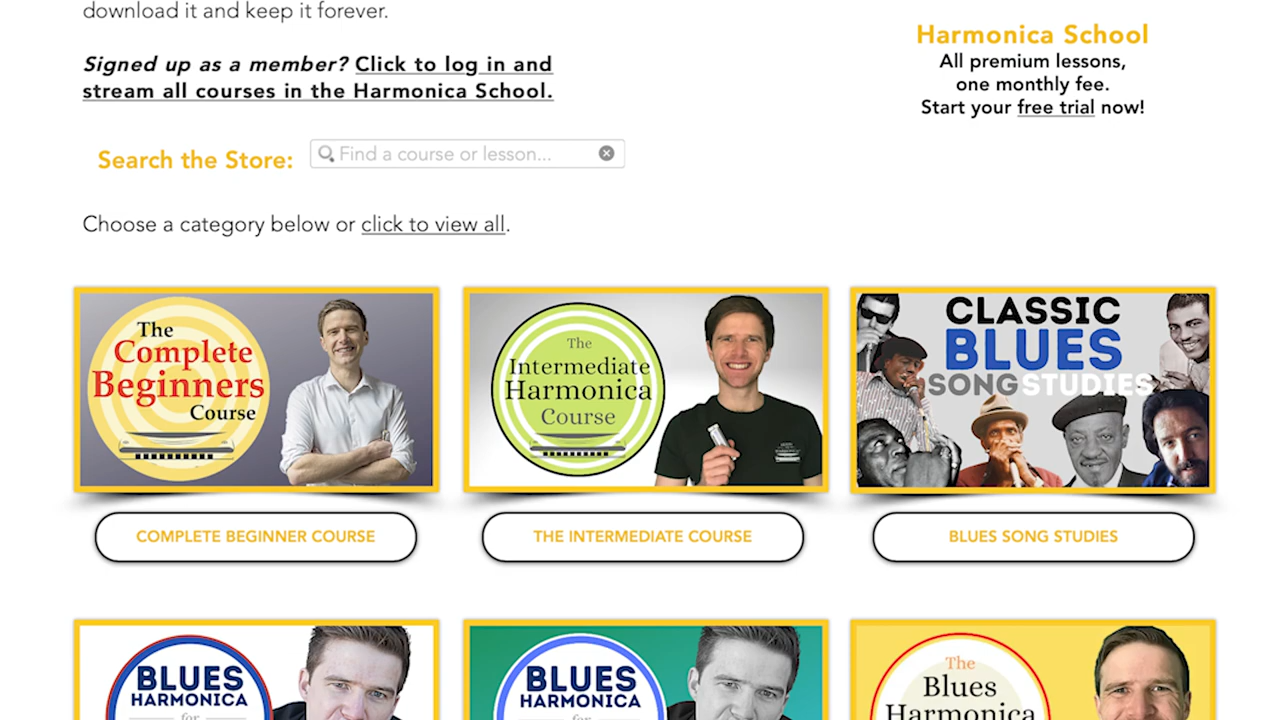 download it and keep it forever.
Signed up as a member? Click to log in and
stream all courses in the Harmonica School.
Harmonica School
All premium lessons,
one monthly fee.
Start your free trial now!
Search the Store:
Find a course or lesson...
Choose a category below or click to view all.
The
Complete
Beginners
Course
The
Intermediate
Harmonica
Course
CLASSIC
BLUES
SONG STUDIES
COMPLETE BEGINNER COURSE
THE INTERMEDIATE COURSE
BLUES SONG STUDIES
BLUES
HARMONICA
for
BLUES
HARMONICA
for
The
Blues
Harmonica